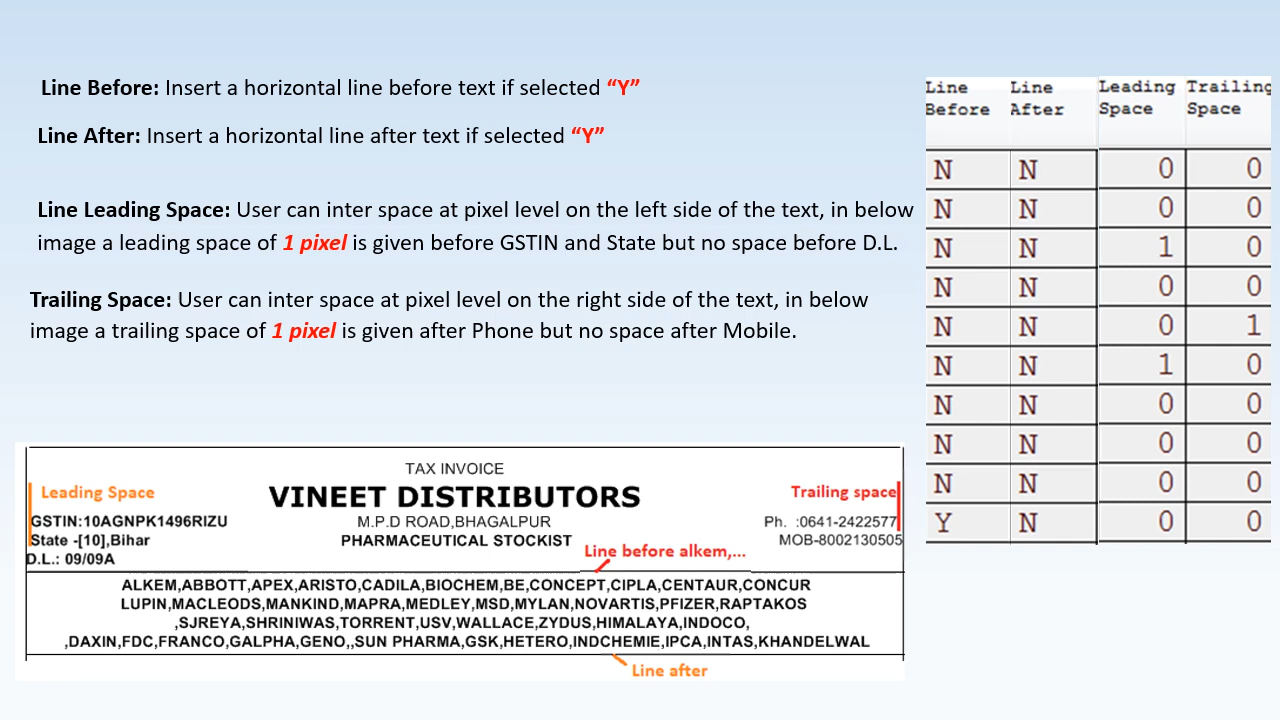 Line Before: Insert a horizontal line before text if selected “Y”
Line After: Insert a horizontal line after text if selected “Y”
Line Leading Space: User can inter space at pixel level on the left side of the text, in below
image a leading space of 1 pixel is given before GSTIN and State but no space before D.L.
Trailing Space: User can inter space at pixel level on the right side of the text, in below
image a trailing space of 1 pixel is given after Phone but no space after Mobile.
Line Line Leading Trailing
Before After Space Space
N N 0 0
N N 0 0
N N 1 0
N N 0 0
N N 0 1
N N 1 0
N N 0 0
N N 0 0
N N 0 0
Y N 0 0
TAX INVOICE
Leading Space VINEET DISTRIBUTORS Trailing space
GSTIN:10AGNPK1496RIZU M.P.D ROAD,BHAGALPUR Ph. :0641-2422577
State -[10],Bihar PHARMACEUTICAL STOCKIST MOB-8002130505
Line before alkem,...
D.L.: 09/09A
ALKEM,ABBOTT,APEX,ARISTO,CADILA,BIOCHEM,BE,CONCEPT,CIPLA,CENTAUR,CONCUR
LUPIN,MACLEODS,MANKIND,MAPRA,MEDLEY,MSD,MYLAN,NOVARTIS,PFIZER,RAPTAKOS
,SJREYA,SHRINIWAS,TORRENT,USV,WALLACE,ZYDUS,HIMALAYA,INDOCO,
,DAXIN,FDC,FRANCO,GALPHA,GENO,,SUN PHARMA,GSK,HETERO,INDCHEMIE,IPCA,INTAS,KHANDELWAL
Line after